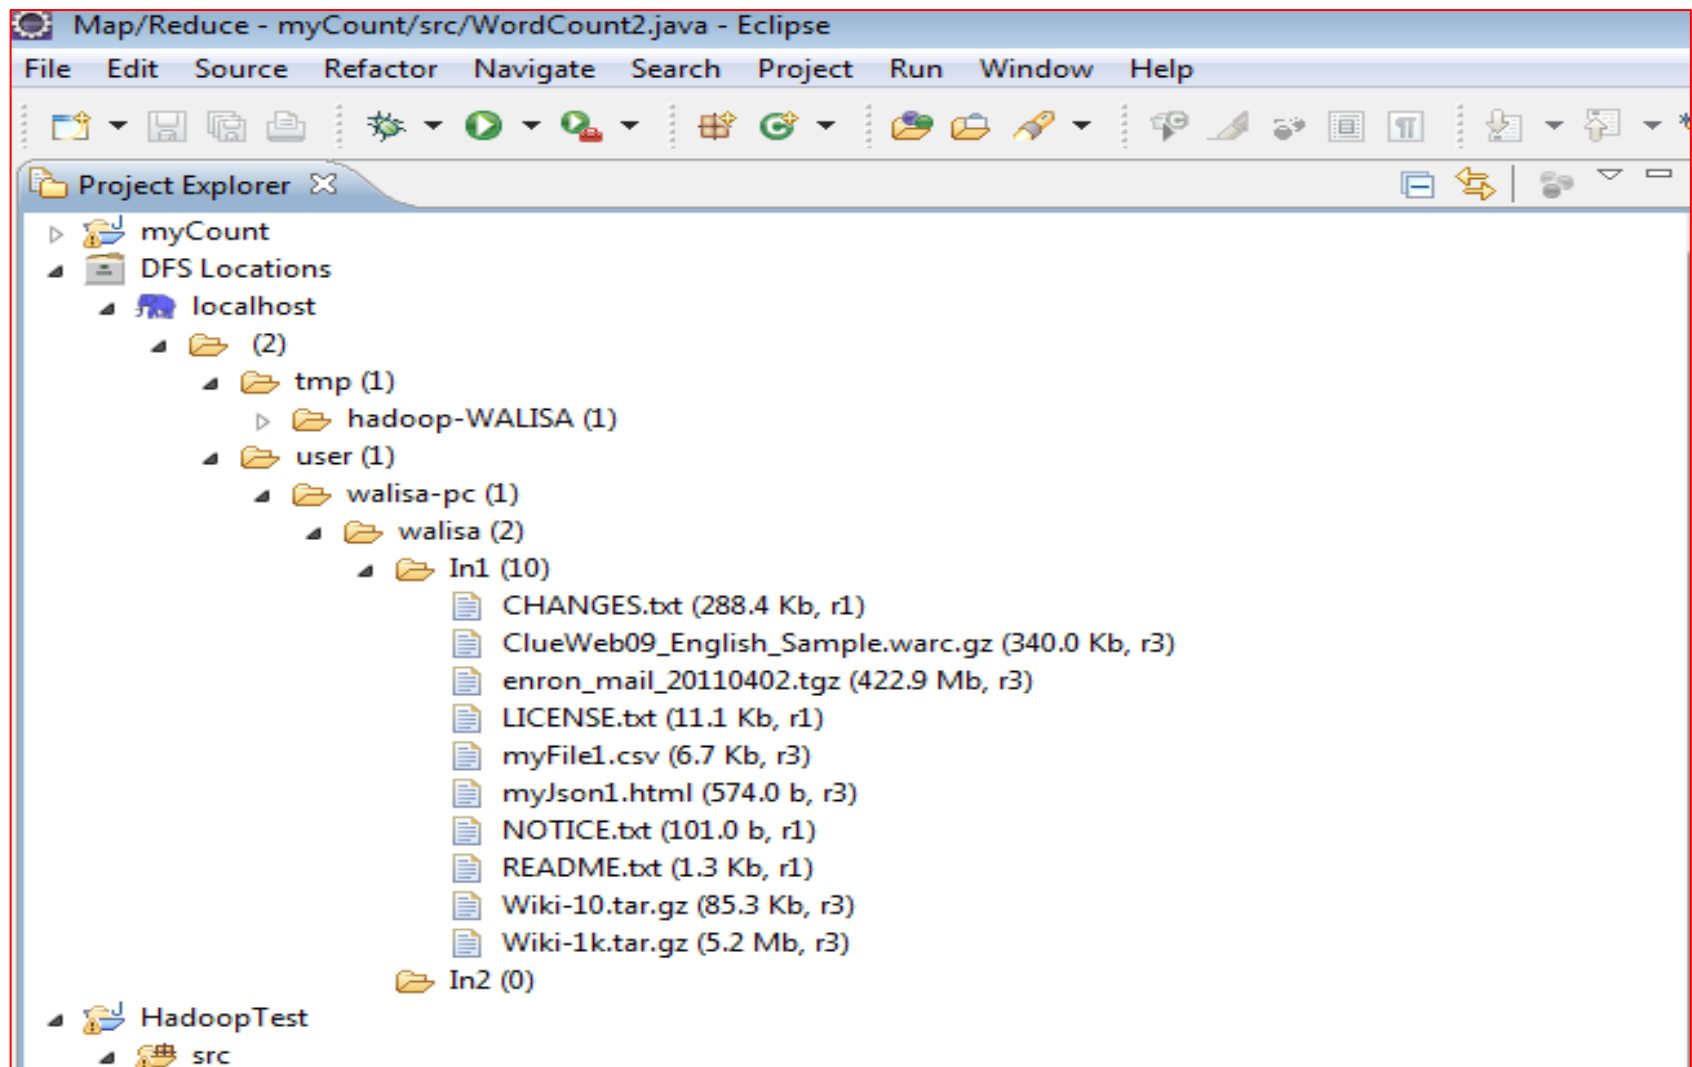 Map/Reduce - myCount/src/WordCount2.java - Eclipse
File Edit Source Refactor Navigate Search Project Run Window Help
Project Explorer
myCount
DFS Locations
localhost
(2)
tmp (1)
hadoop-WALISA (1)
user (1)
walisa-pc (1)
walisa (2)
In1 (10)
CHANGES.txt (288.4 Kb, r1)
ClueWeb09_English_Sample.warc.gz (340.0 Kb, r3)
enron_mail_20110402.tgz (422.9 Mb, r3)
LICENSE.txt (11.1 Kb, r1)
myFile1.csv (6.7 Kb, r3)
myJson1.html (574.0 b, r3)
NOTICE.txt (101.0 b, r1)
README.txt (1.3 Kb, r1)
Wiki-10.tar.gz (85.3 Kb, r3)
Wiki-1k.tar.gz (5.2 Mb, r3)
In2 (0)
HadoopTest
src